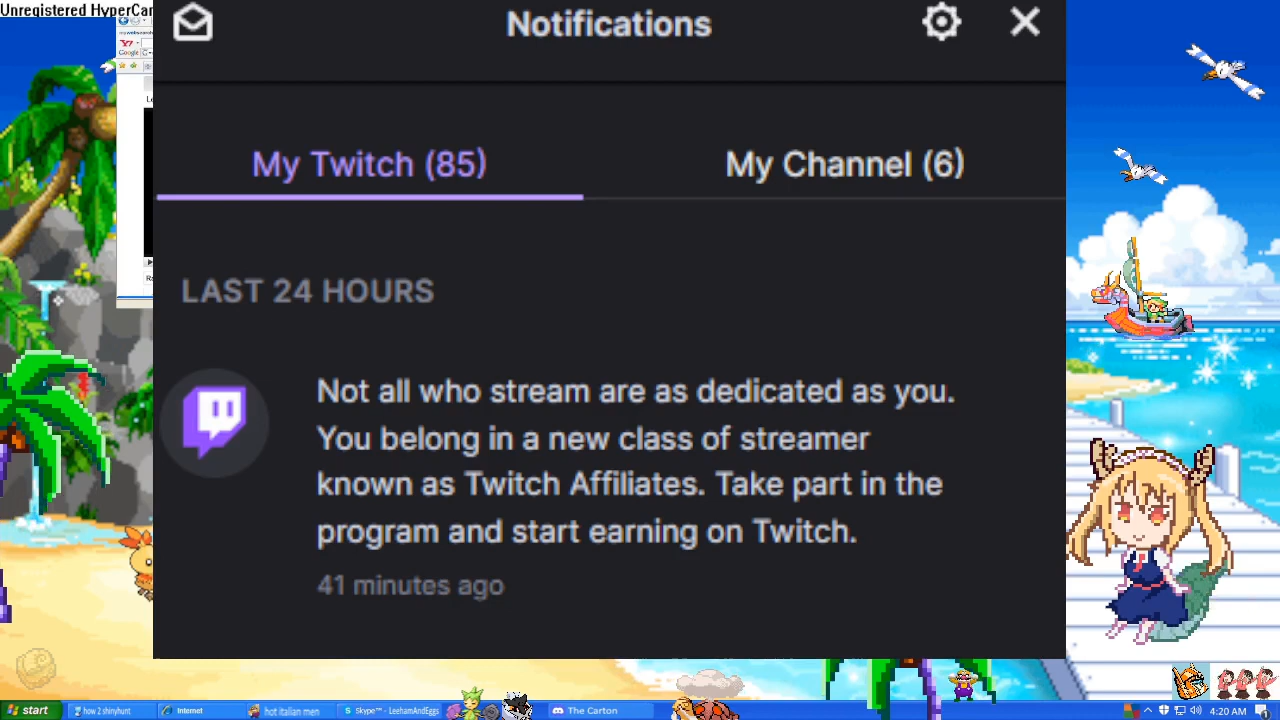 Unregistered HyperCar
Notifications
My Twitch (85)
My Channel (6)
LAST 24 HOURS
Not all who stream are as dedicated as you.
You belong in a new class of streamer
known as Twitch Affiliates. Take part in the
program and start earning on Twitch.
41 minutes ago
Google
start
how 2 shinyhunt
Internet
hot italian men
Skype™ - LeehamAndEggs
The Carton
4:20 AM